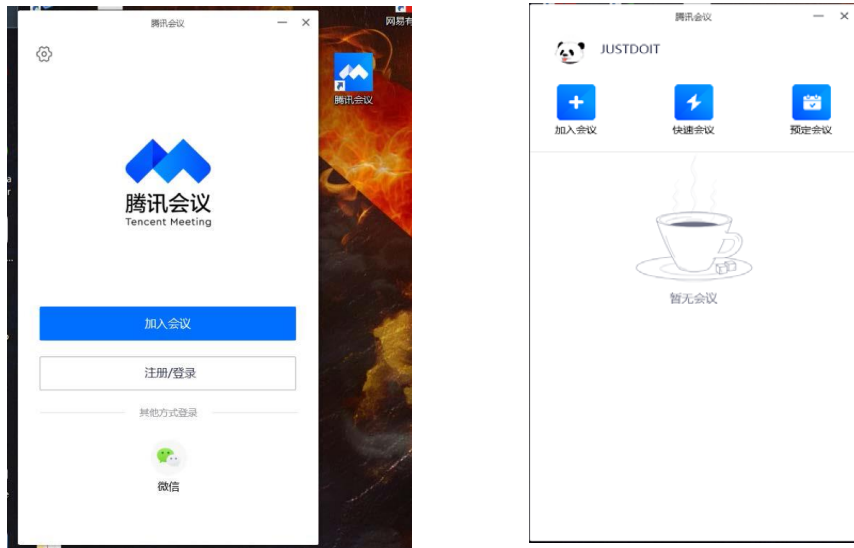 腾讯会议
网易有
腾讯会议
腾讯会议
Tencent Meeting
加入会议
注册/登录
其他方式登录
微信
腾讯会议
JUSTDOIT
加入会议
快速会议
预定会议
暂无会议